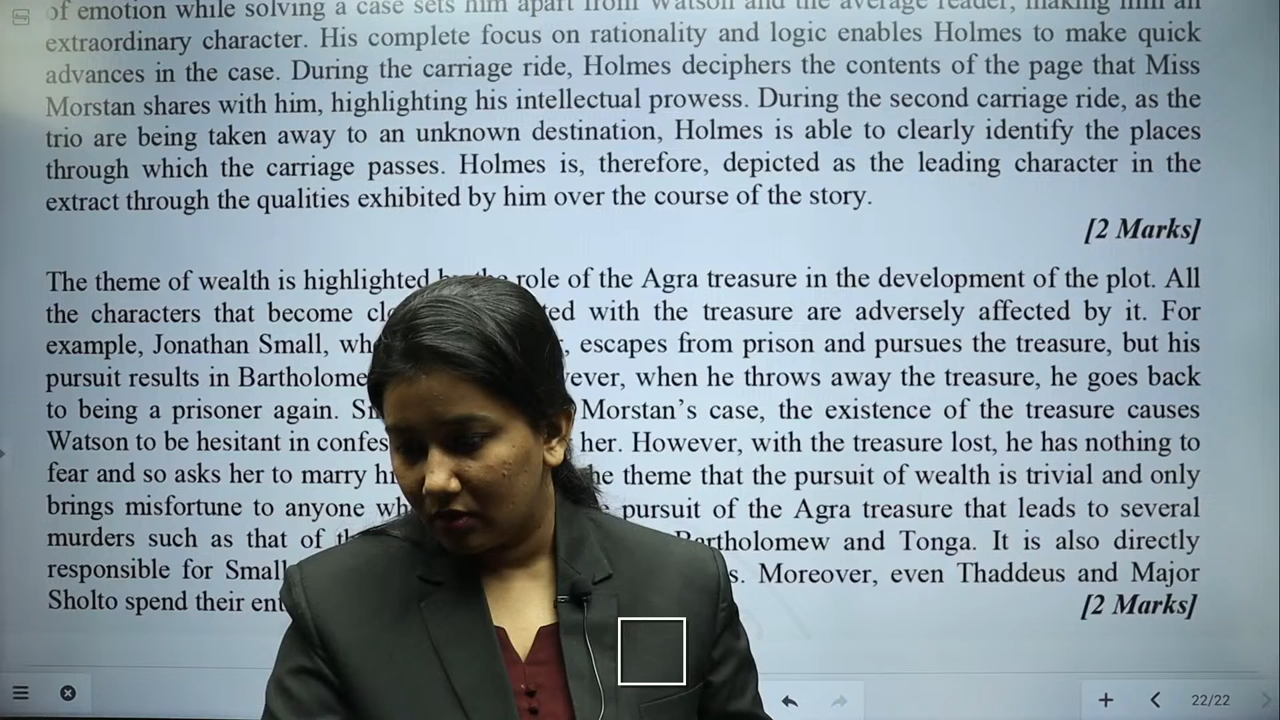 of emotion while solving a case sets him apart from Watson and the average reader, making him an
extraordinary character. His complete focus on rationality and logic enables Holmes to make quick
advances in the case. During the carriage ride, Holmes deciphers the contents of the page that Miss
Morstan shares with him, highlighting his intellectual prowess. During the second carriage ride, as the
trio are being taken away to an unknown destination, Holmes is able to clearly identify the places
through which the carriage passes. Holmes is, therefore, depicted as the leading character in the
extract through the qualities exhibited by him over the course of the story.
[2 Marks]
The theme of wealth is highlighted by the role of the Agra treasure in the development of the plot. All
the characters that become with the treasure are adversely affected by it. For
example, Jonathan Small, escapes from prison and pursues the treasure, but his
pursuit results in when he throws away the treasure, he goes back
to being a prisoner again. Morstan’s case, the existence of the treasure causes
Watson to be hesitant in her. However, with the treasure lost, he has nothing to
fear and so asks her to marry theme that the pursuit of wealth is trivial and only
brings misfortune to anyone pursuit of the Agra treasure that leads to several
murders such as that of Bartholomew and Tonga. It is also directly
responsible for Moreover, even Thaddeus and Major
Sholto spend their
[2 Marks]
22/22